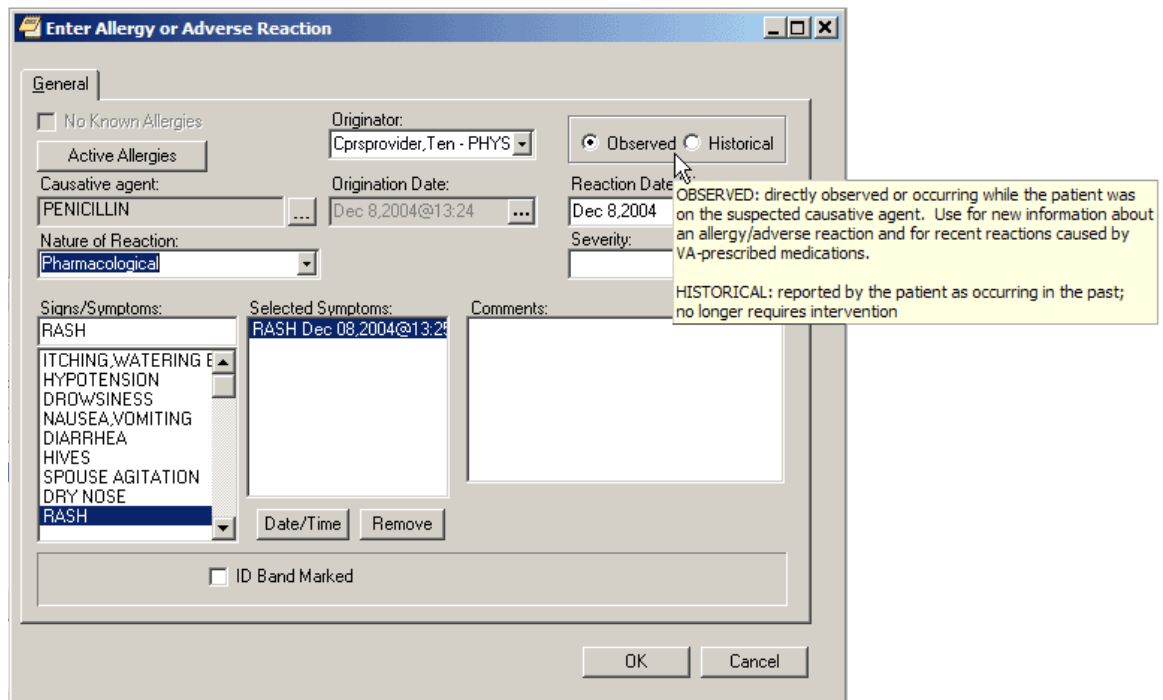 Enter Allergy or Adverse Reaction
General
No Known Allergies
Active Allergies
Originator:
Cprsprovider,Ten - PHYS
Observed
Historical
Causative agent:
PENICILLIN
...
Origination Date:
Dec 8,2004@13:24
...
Reaction Date
Dec 8,2004
Nature of Reaction:
Pharmacological
Severity:
OBSERVED: directly observed or occurring while the patient was
on the suspected causative agent. Use for new information about
an allergy/adverse reaction and for recent reactions caused by
VA-prescribed medications.
HISTORICAL: reported by the patient as occurring in the past;
no longer requires intervention
Signs/Symptoms:
RASH
ITCHING,WATERING E
HYPOTENSION
DROWSINESS
NAUSEA,VOMITING
DIARRHEA
HIVES
SPOUSE AGITATION
DRY NOSE
RASH
Selected Symptoms:
RASH Dec 08,2004@13:25
Date/Time
Remove
Comments:
ID Band Marked
OK
Cancel